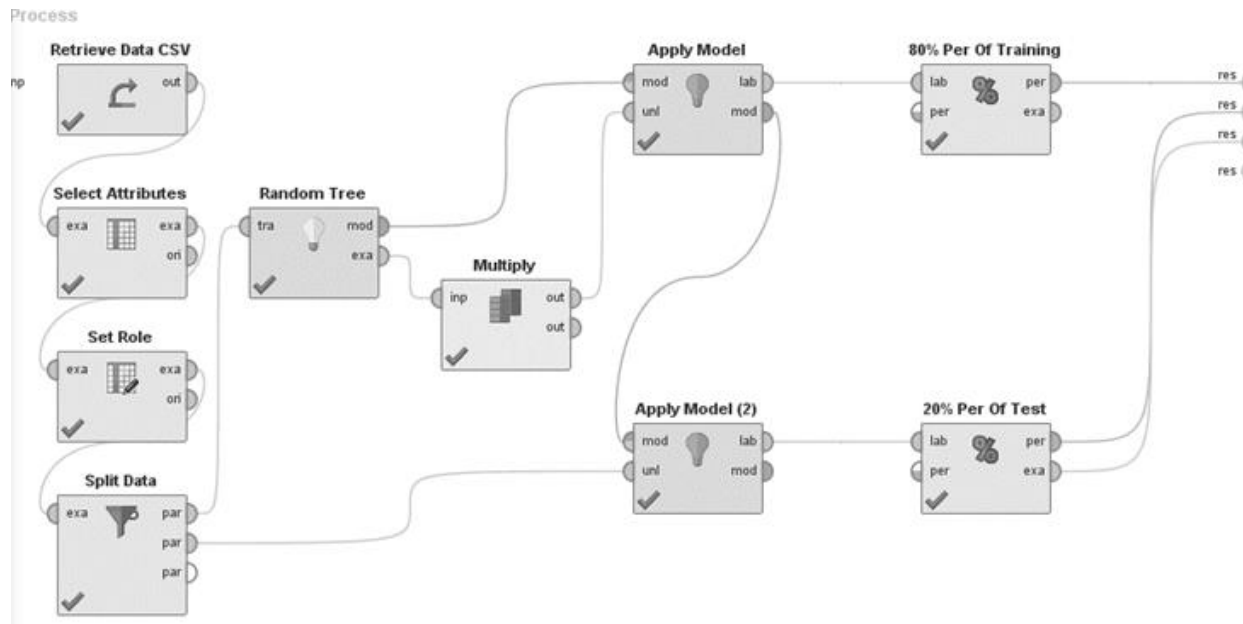 Process
Retrieve Data CSV
np
out
Select Attributes
exa exa
ori
Set Role
exa exa
ori
Split Data
exa par
par
par
Random Tree
tra mod
exa
Multiply
inp out
out
Apply Model
mod lab
unl mod
80% Per Of Training
lab per
per exa
Apply Model (2)
mod lab
unl mod
20% Per Of Test
lab per
per exa
res
res
res
res